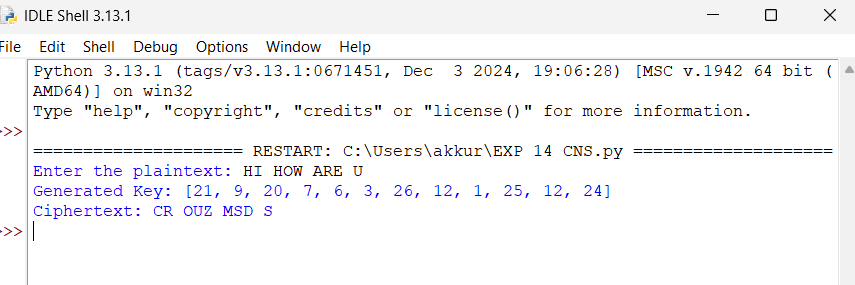 IDLE Shell 3.13.1
File Edit Shell Debug Options Window Help
Python 3.13.1 (tags/v3.13.1:0671451, Dec  3 2024, 19:06:28) [MSC v.1942 64 bit (
AMD64)] on win32
Type "help", "copyright", "credits" or "license()" for more information.
>>>
===================== RESTART: C:\Users\akkur\EXP 14 CNS.py ====================
Enter the plaintext: HI HOW ARE U
Generated Key: [21, 9, 20, 7, 6, 3, 26, 12, 1, 25, 12, 24]
Ciphertext: CR OUZ MSD S
>>>